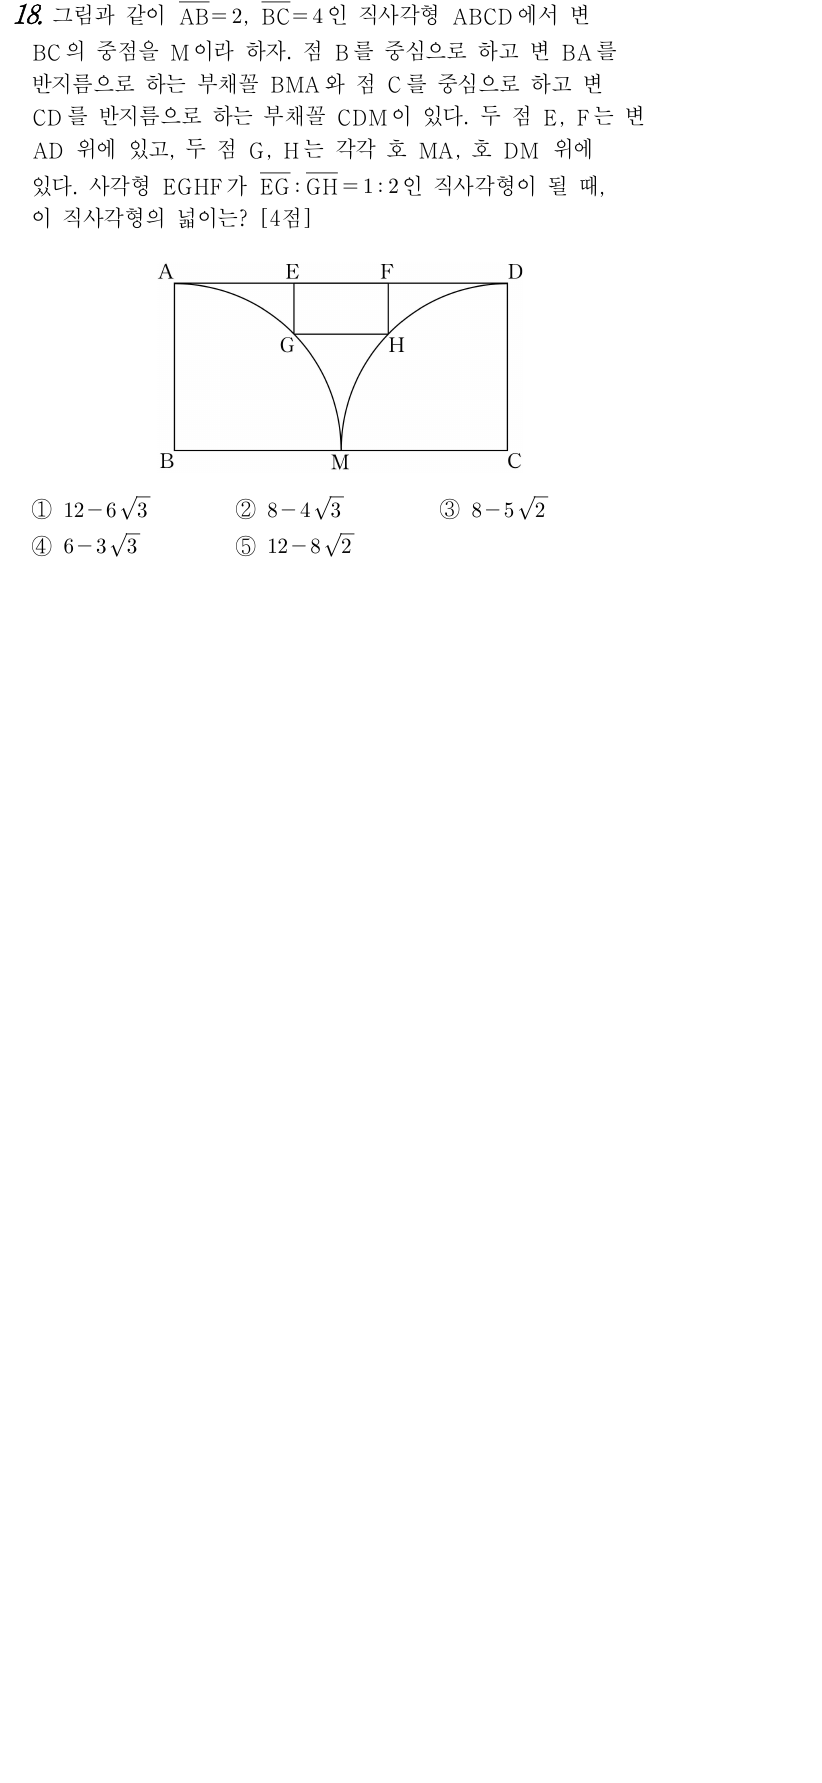 18. 그림과 같이 $\overline{AB}=2$, $\overline{BC}=4$인 직사각형 ABCD에서 변
BC의 중점을 M이라 하자. 점 B를 중심으로 하고 변 BA를
반지름으로 하는 부채꼴 BMA와 점 C를 중심으로 하고 변
CD를 반지름으로 하는 부채꼴 CDM이 있다. 두 점 E, F는 변
AD 위에 있고, 두 점 G, H는 각각 호 MA, 호 DM 위에
있다. 사각형 EGHF가 $\overline{EG}:\overline{GH}=1:2$인 직사각형이 될 때,
이 직사각형의 넓이는? [4점]
A E F D
G H
B M C
① $12-6\sqrt{3}$ ② $8-4\sqrt{3}$ ③ $8-5\sqrt{2}$
④ $6-3\sqrt{3}$ ⑤ $12-8\sqrt{2}$